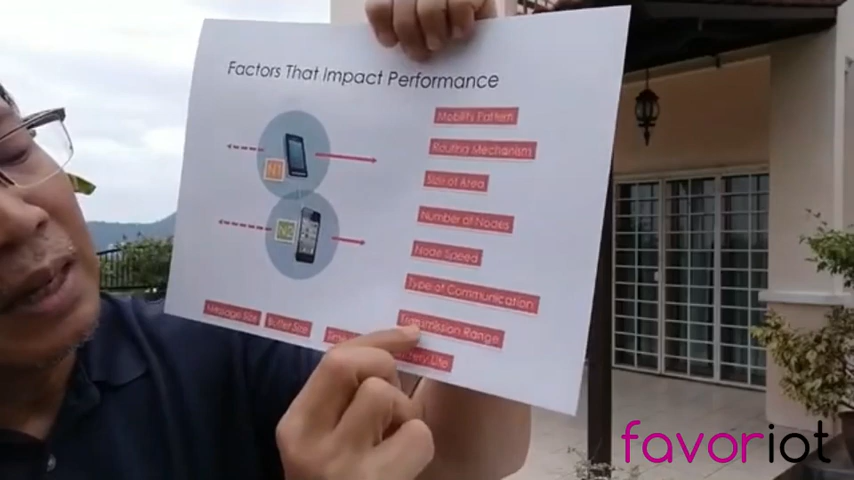 Factors That Impact Performance
Mobility Pattern
Routing Mechanism
N1
Size of Area
Number of Nodes
N2
Node Speed
Type of Communication
Message Size
Buffer Size
Transmission Range
Life
favoriot